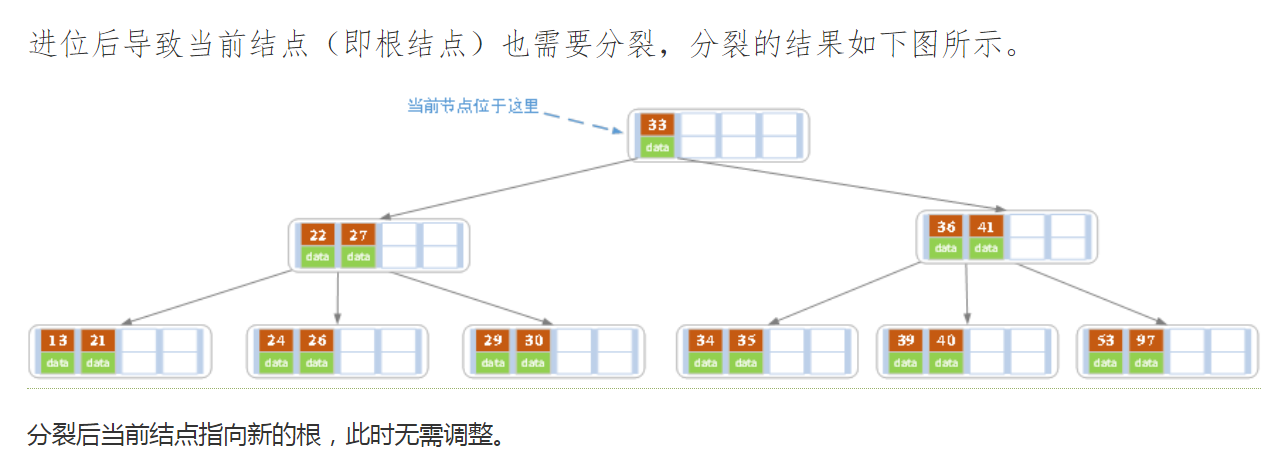 进位后导致当前结点（即根结点）也需要分裂，分裂的结果如下图所示。
当前节点位于这里
33
data
22 27
data data
36 41
data data
13 21
data data
24 26
data data
29 30
data data
34 35
data data
39 40
data data
53 97
data data
分裂后当前结点指向新的根，此时无需调整。